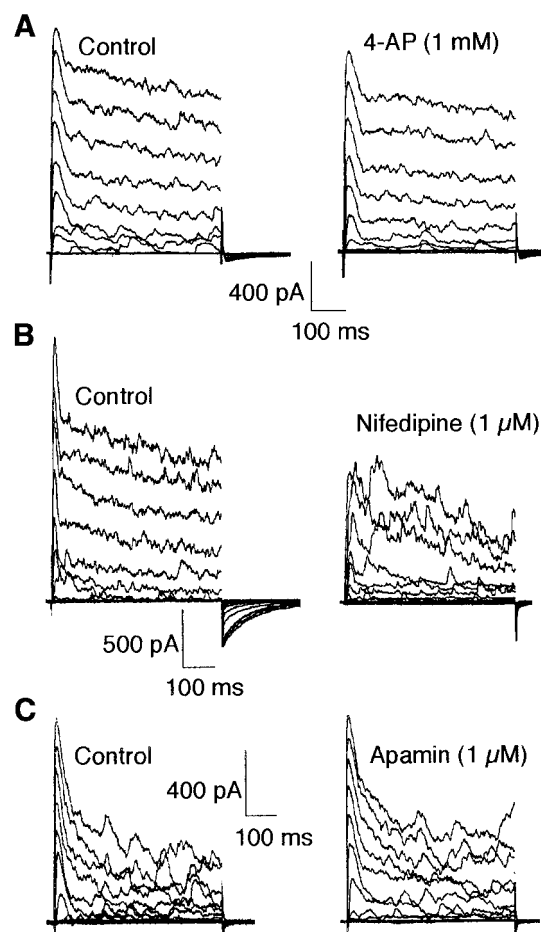 A
Control
4-AP (1 mM)
400 pA
100 ms
B
Control
Nifedipine (1 μM)
500 pA
100 ms
C
Control
400 pA
100 ms
Apamin (1 μM)